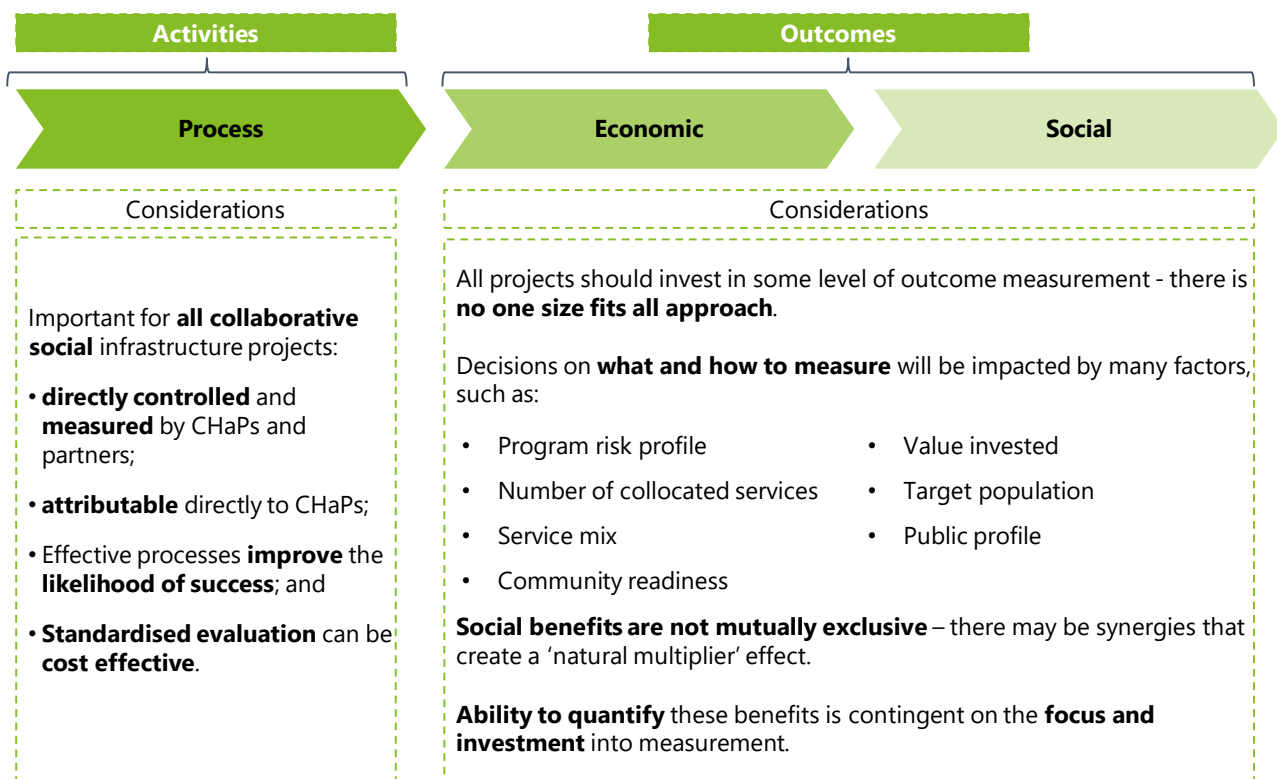 Activities
Outcomes
Process
Economic
Social
Considerations
Important for all collaborative
social infrastructure projects:
• directly controlled and
measured by CHaPs and
partners;
• attributable directly to CHaPs;
• Effective processes improve the
likelihood of success; and
• Standardised evaluation can be
cost effective.
Considerations
All projects should invest in some level of outcome measurement - there is
no one size fits all approach.
Decisions on what and how to measure will be impacted by many factors,
such as:
• Program risk profile
• Number of collocated services
• Service mix
• Community readiness
• Value invested
• Target population
• Public profile
Social benefits are not mutually exclusive – there may be synergies that
create a ‘natural multiplier’ effect.
Ability to quantify these benefits is contingent on the focus and
investment into measurement.